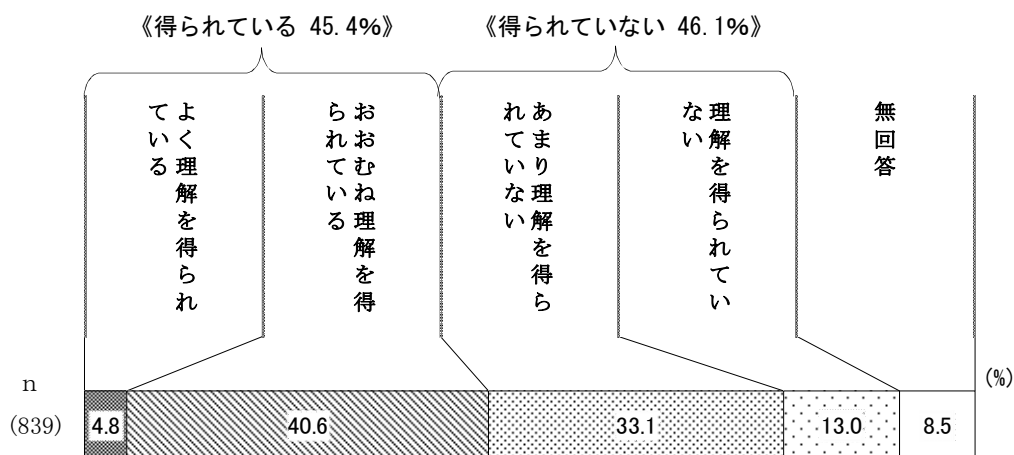 《得られている 45.4%》
《得られていない 46.1%》
よく理解を得られ
ている
おおむね理解を得
られている
あまり理解を得ら
れていない
理解を得られてい
ない
無回答
(%)
n
(839)
4.8
40.6
33.1
13.0
8.5